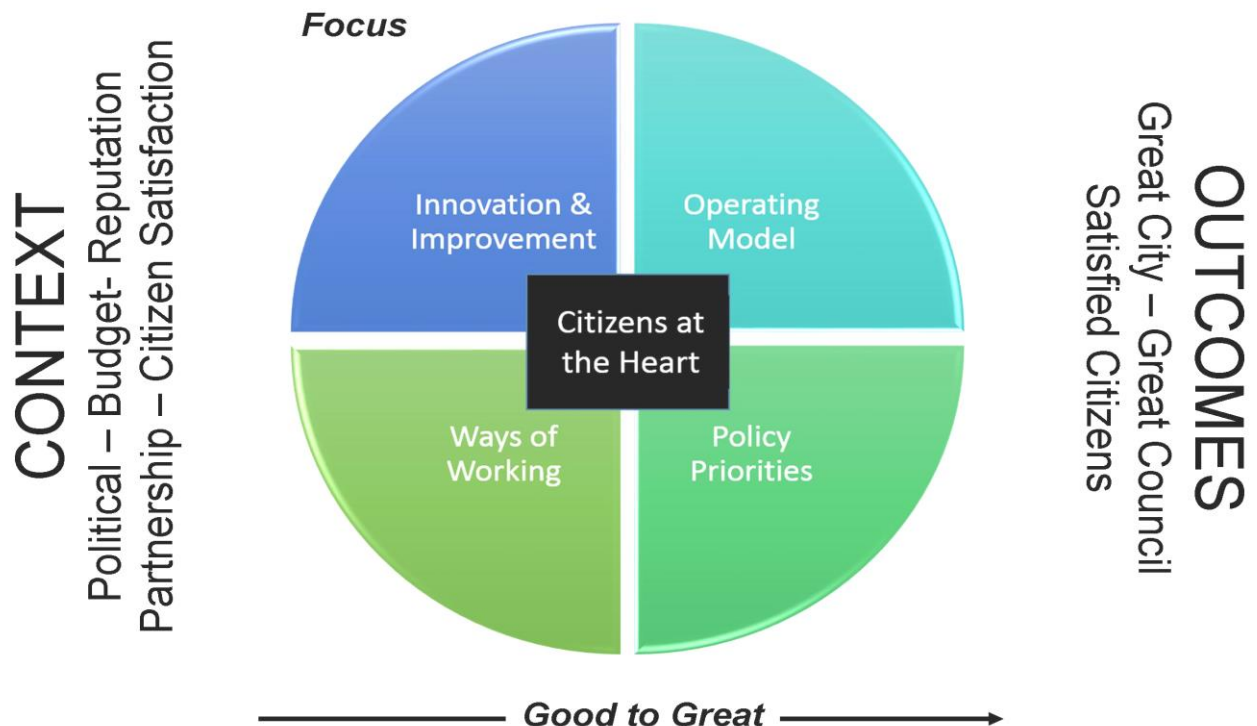 Focus
CONTEXT
Political – Budget- Reputation
Partnership – Citizen Satisfaction
Innovation &
Improvement
Operating
Model
Citizens at
the Heart
Ways of
Working
Policy
Priorities
OUTCOMES
Great City – Great Council
Satisfied Citizens
Good to Great